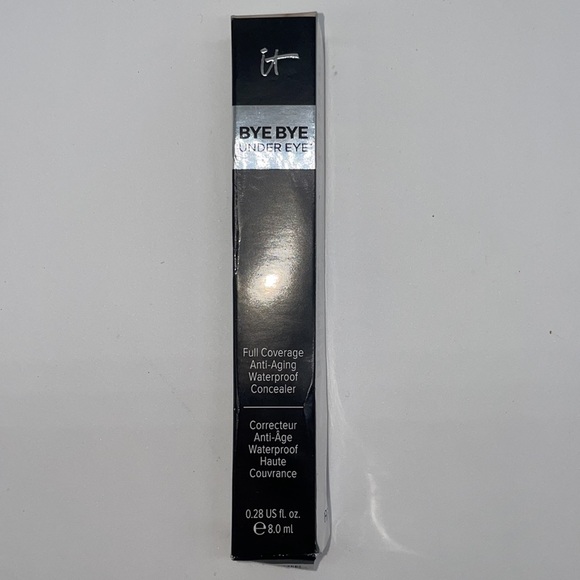 it
BYE BYE
UNDER EYE
Full Coverage
Anti-Aging
Waterproof
Concealer
Correcteur
Anti-Âge
Waterproof
Haute
Couvrance
0.28 US fl. oz.
℮ 8.0 ml